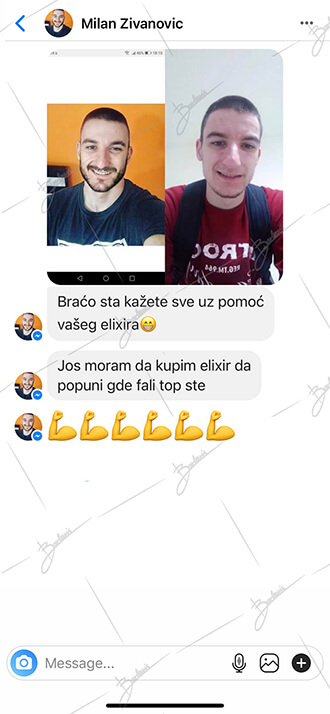 Milan Zivanovic
Braćo sta kažete sve uz pomoć
vašeg elixira😁
Jos moram da kupim elixir da
popuni gde fali top ste
💪💪💪💪💪💪
Message...